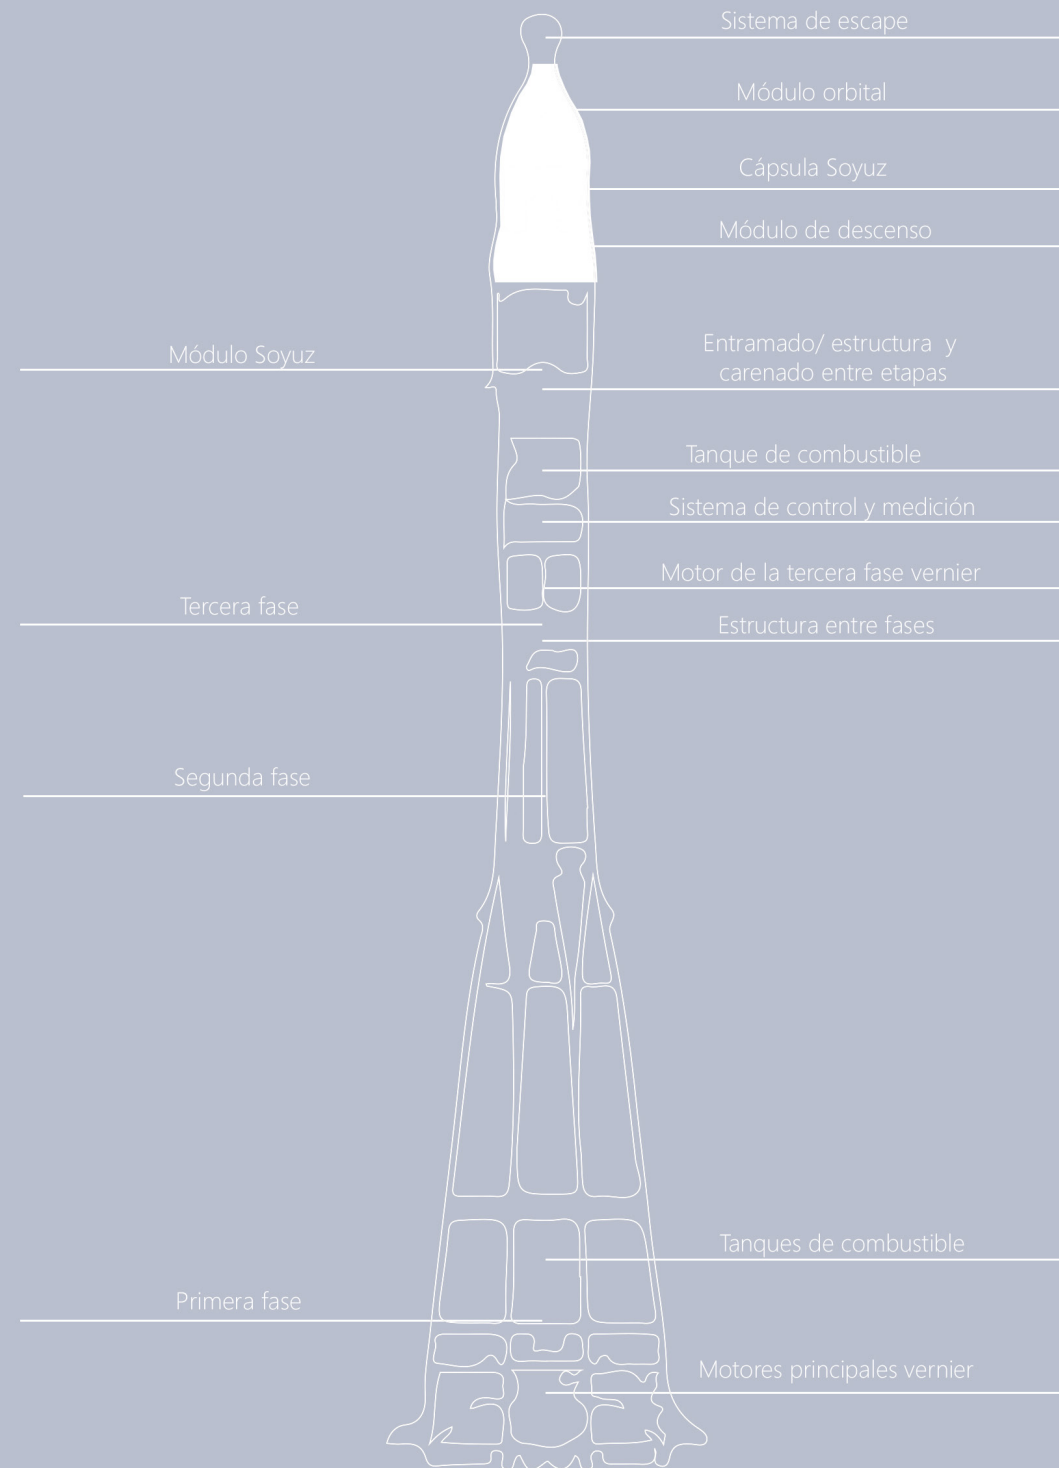 Sistema de escape
Módulo orbital
Cápsula Soyuz
Módulo de descenso
Entramado/ estructura y
carenado entre etapas
Módulo Soyuz
Tanque de combustible
Sistema de control y medición
Motor de la tercera fase vernier
Tercera fase
Estructura entre fases
Segunda fase
Tanques de combustible
Primera fase
Motores principales vernier